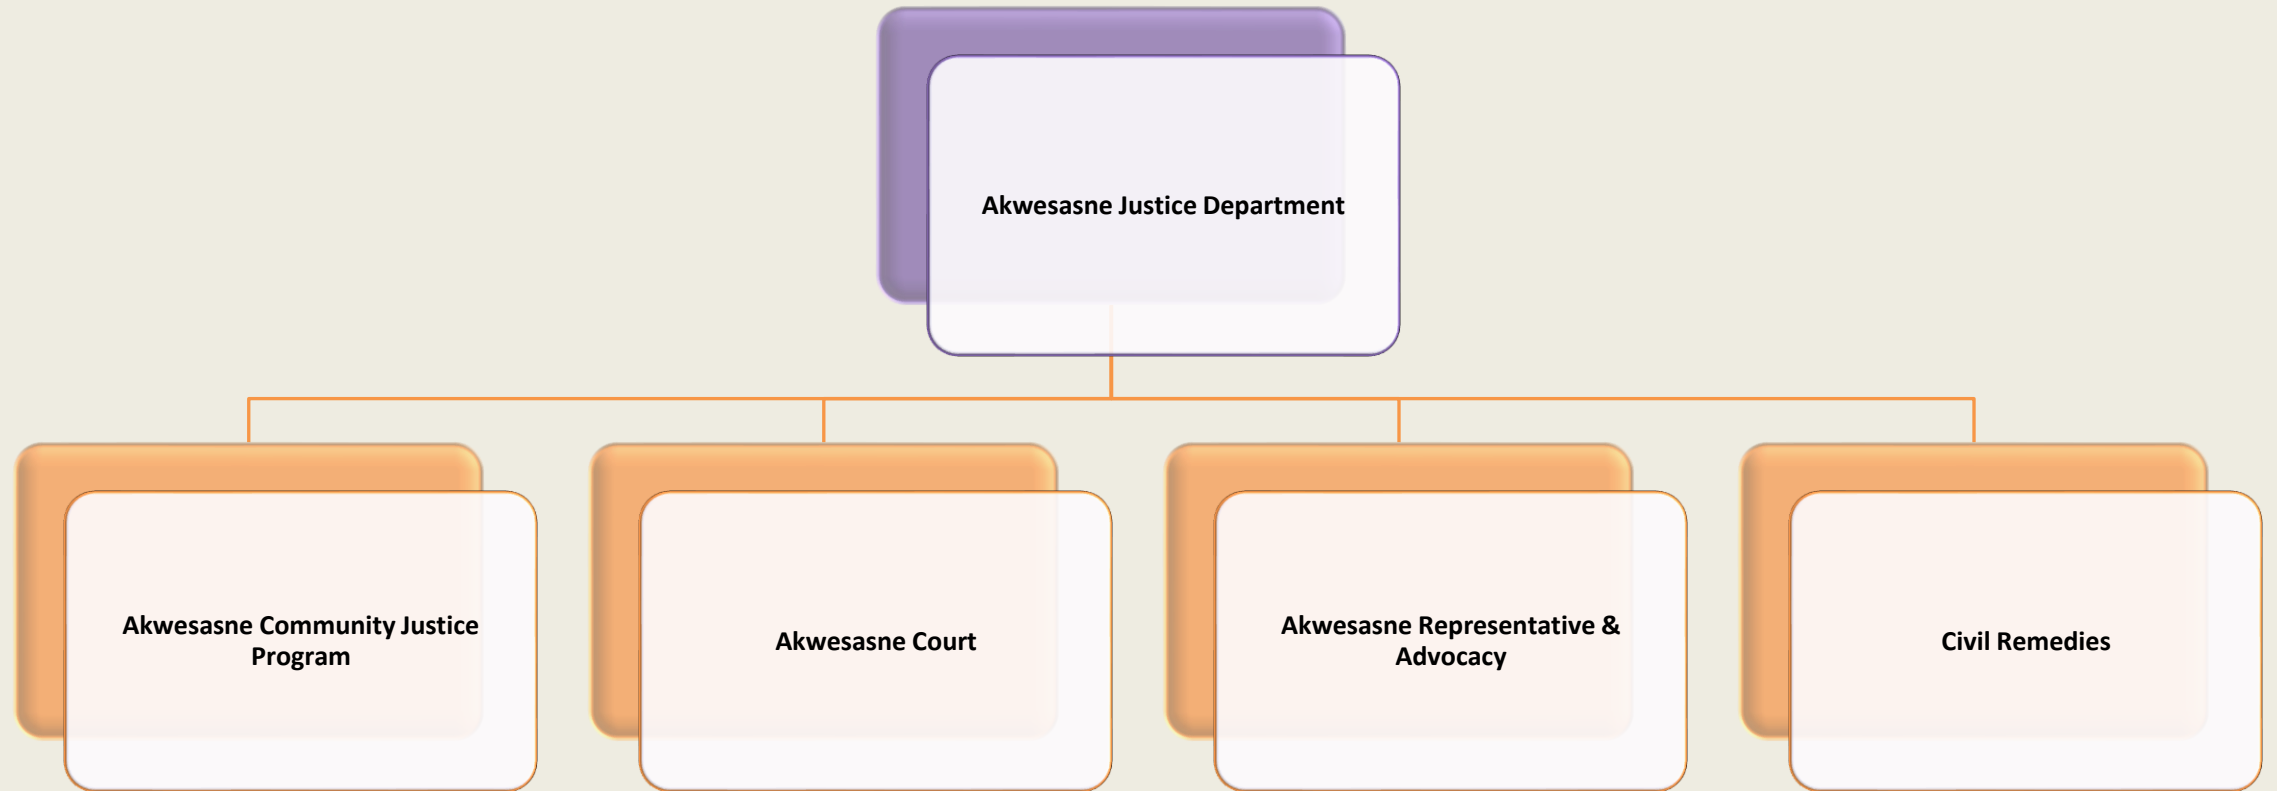 Akwesasne Justice Department
Akwesasne Community Justice
Program
Akwesasne Court
Akwesasne Representative &
Advocacy
Civil Remedies